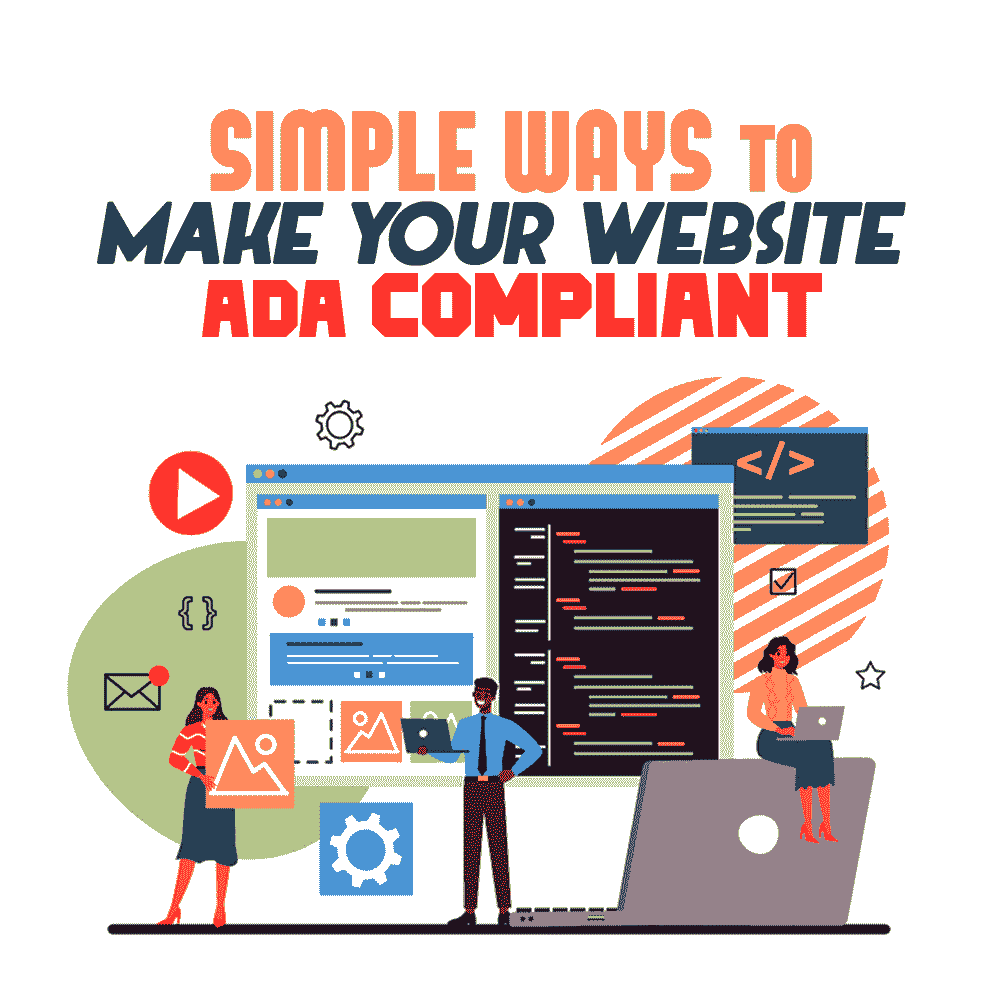 SIMPLE WAYS TO
MAKE YOUR WEBSITE
ADA COMPLIANT
</>
{ }